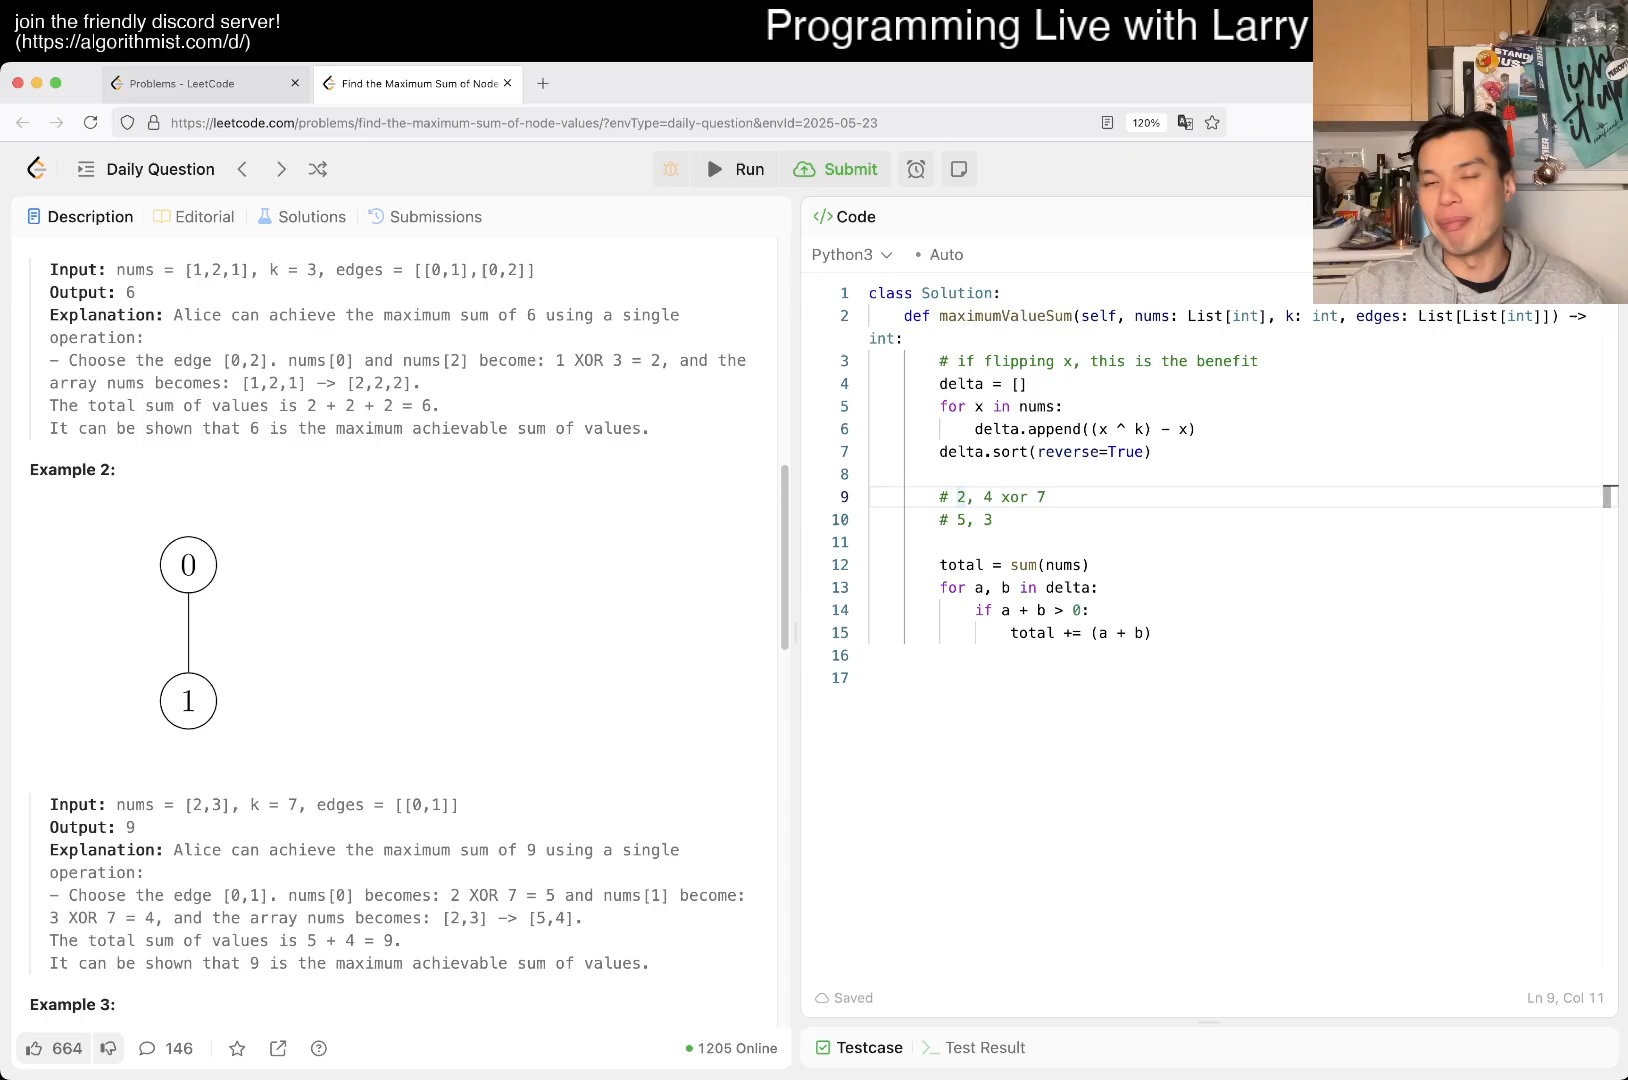 join the friendly discord server!
(https://algorithmist.com/d/)
Programming Live with Larry
Problems - LeetCode
Find the Maximum Sum of Node
https://leetcode.com/problems/find-the-maximum-sum-of-node-values/?envType=daily-question&envId=2025-05-23
120%
Daily Question
Run
Submit
Description
Editorial
Solutions
Submissions
Input: nums = [1,2,1], k = 3, edges = [[0,1],[0,2]]
Output: 6
Explanation: Alice can achieve the maximum sum of 6 using a single
operation:
- Choose the edge [0,2]. nums[0] and nums[2] become: 1 XOR 3 = 2, and the
array nums becomes: [1,2,1] -> [2,2,2].
The total sum of values is 2 + 2 + 2 = 6.
It can be shown that 6 is the maximum achievable sum of values.
Example 2:
0
1
Input: nums = [2,3], k = 7, edges = [[0,1]]
Output: 9
Explanation: Alice can achieve the maximum sum of 9 using a single
operation:
- Choose the edge [0,1]. nums[0] becomes: 2 XOR 7 = 5 and nums[1] become:
3 XOR 7 = 4, and the array nums becomes: [2,3] -> [5,4].
The total sum of values is 5 + 4 = 9.
It can be shown that 9 is the maximum achievable sum of values.
Example 3:
664
146
1205 Online
</> Code
Python3
Auto
1 class Solution:
2 def maximumValueSum(self, nums: List[int], k: int, edges: List[List[int]]) ->
int:
3 # if flipping x, this is the benefit
4 delta = []
5 for x in nums:
6 delta.append((x ^ k) - x)
7 delta.sort(reverse=True)
8
9 # 2, 4 xor 7
10 # 5, 3
11
12 total = sum(nums)
13 for a, b in delta:
14 if a + b > 0:
15 total += (a + b)
16
17
Saved
Ln 9, Col 11
Testcase
>_ Test Result